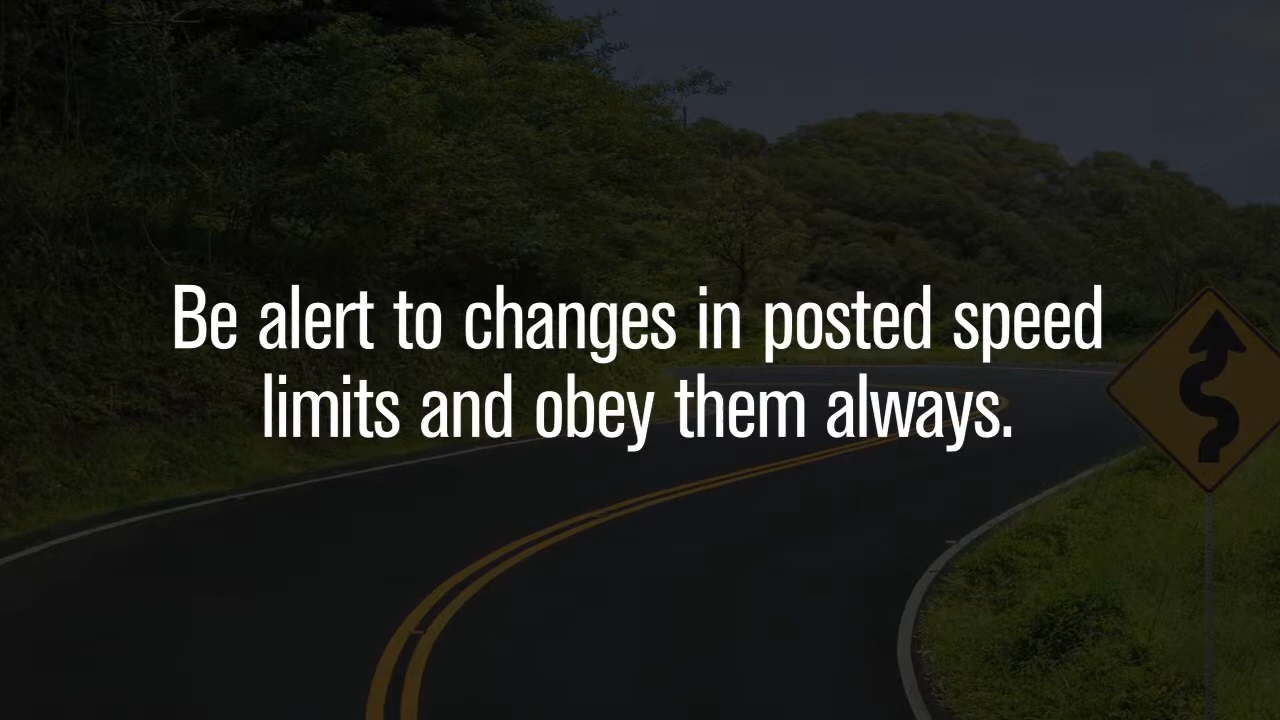 Be alert to changes in posted speed
limits and obey them always.